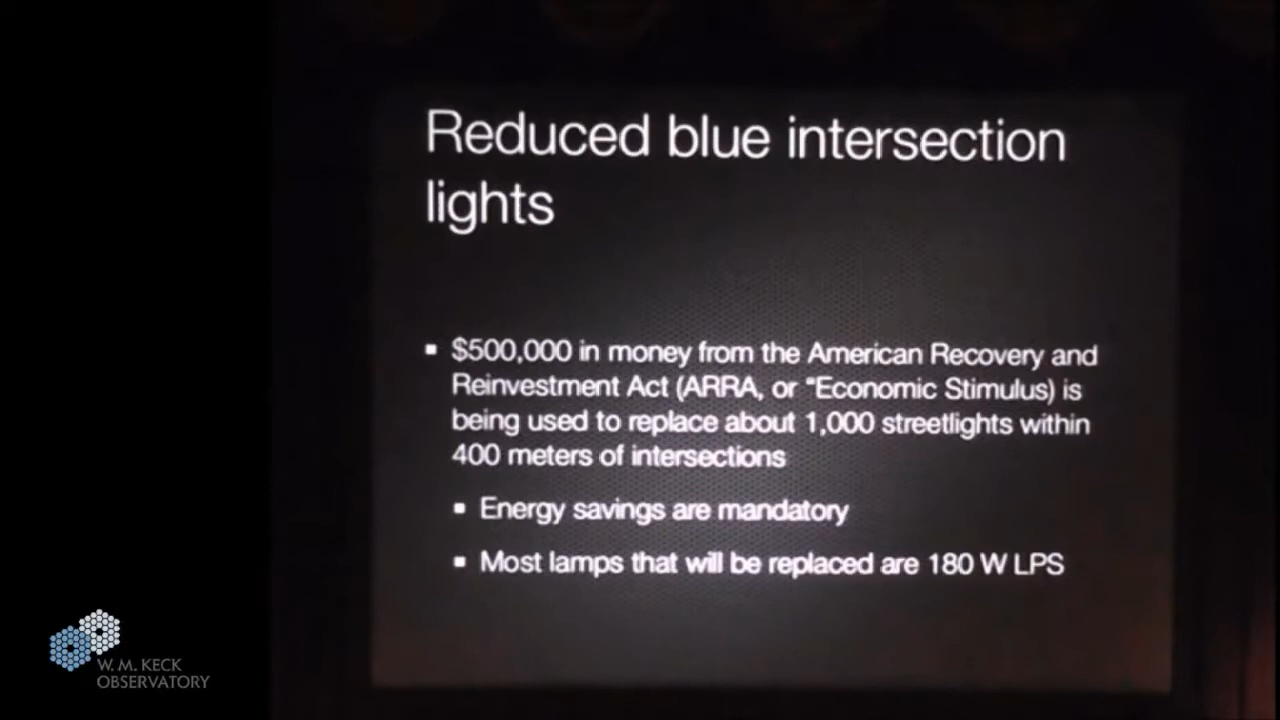 Reduced blue intersection
lights
▪ $500,000 in money from the American Recovery and
Reinvestment Act (ARRA, or "Economic Stimulus) is
being used to replace about 1,000 streetlights within
400 meters of intersections
▪ Energy savings are mandatory
▪ Most lamps that will be replaced are 180 W LPS
W. M. KECK
OBSERVATORY